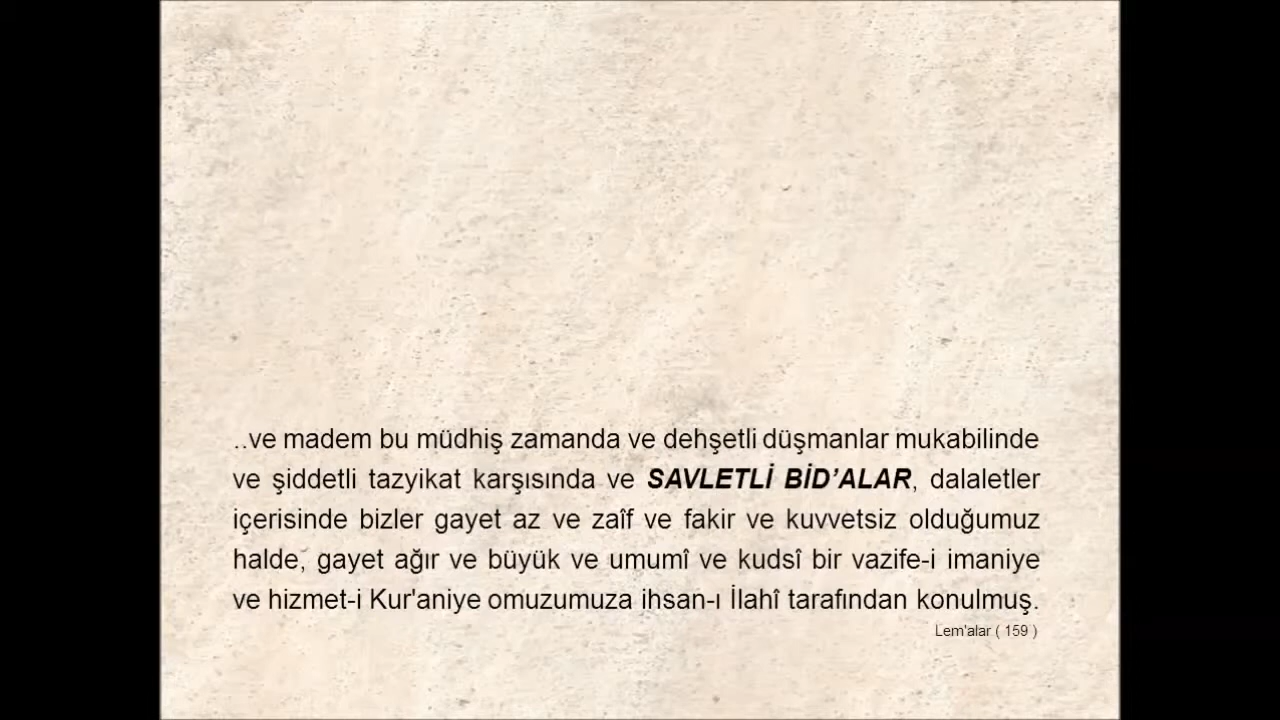 ..ve madem bu müdhiş zamanda ve dehşetli düşmanlar mukabilinde
ve şiddetli tazyikat karşısında ve SAVLETLİ BİD’ALAR, dalaletler
içerisinde bizler gayet az ve zaîf ve fakir ve kuvvetsiz olduğumuz
halde, gayet ağır ve büyük ve umumî ve kudsî bir vazife-i imaniye
ve hizmet-i Kur'aniye omuzumuza ihsan-ı İlahî tarafından konulmuş.
Lem'alar ( 159 )